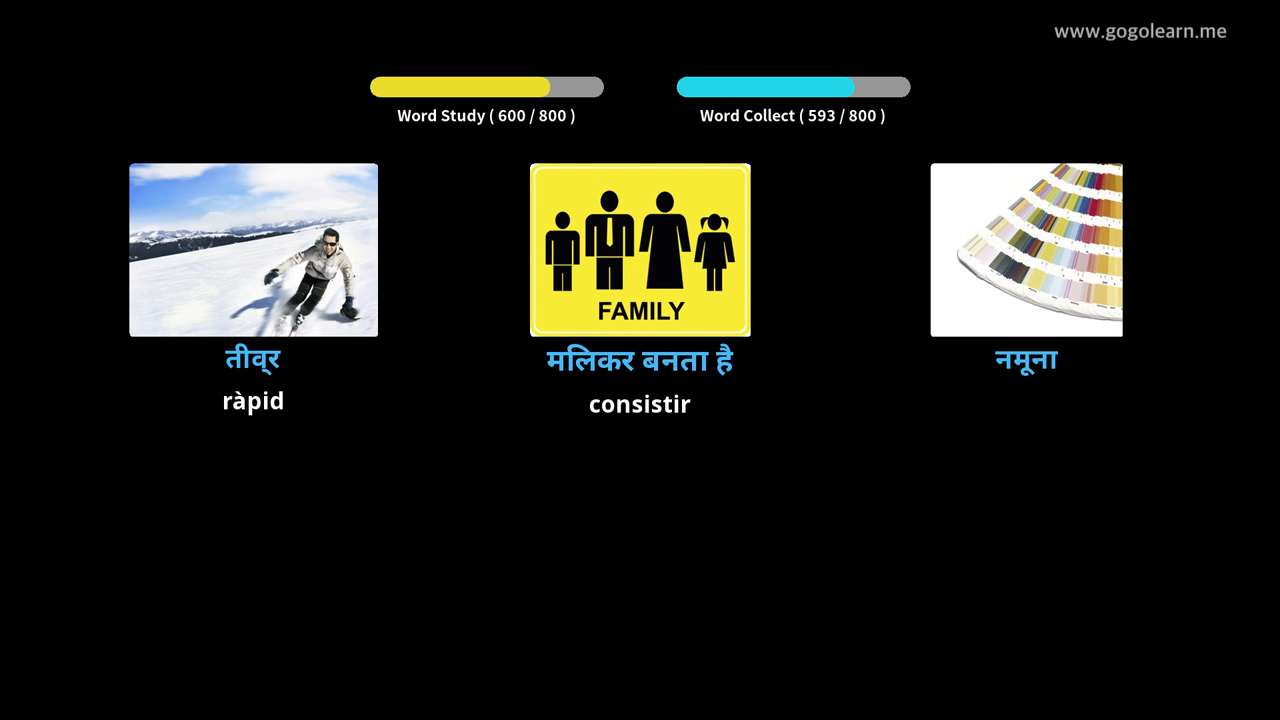 www.gogolearn.me
Word Study ( 600 / 800 )
Word Collect ( 593 / 800 )
FAMILY
तीव्र
मलिकर बनता है
नमूना
ràpid
consistir